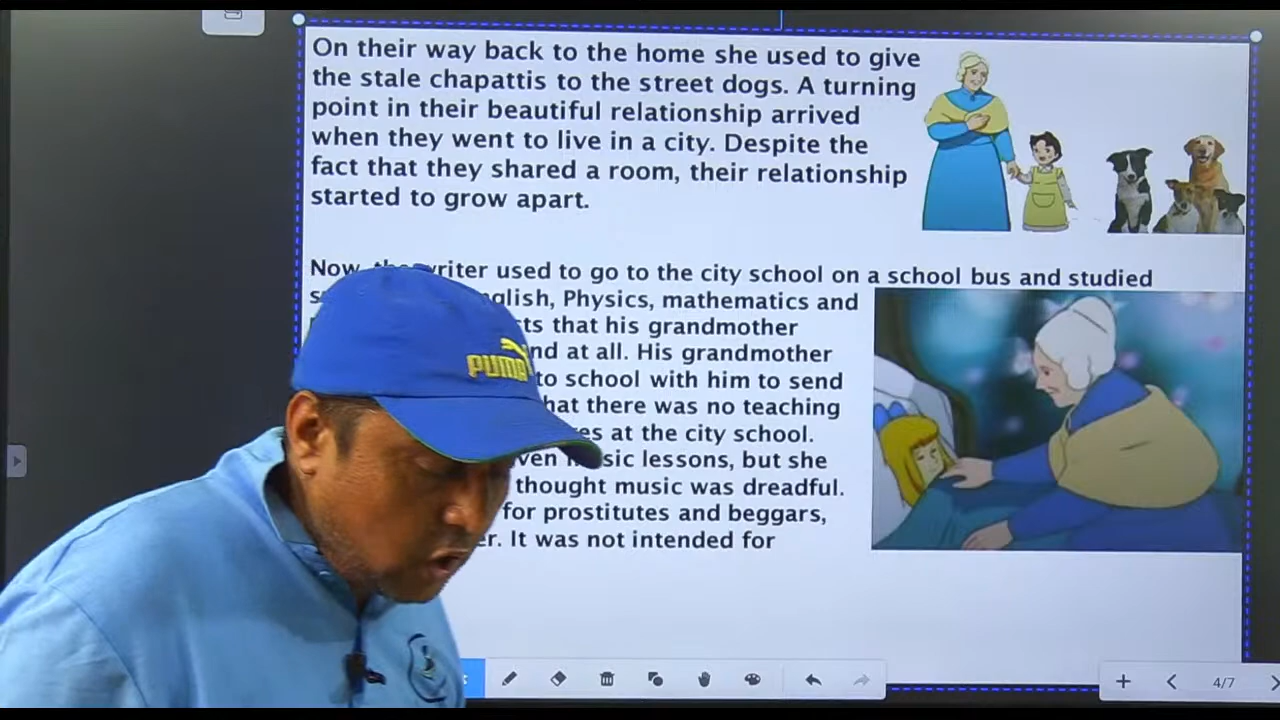 On their way back to the home she used to give
the stale chapattis to the street dogs. A turning
point in their beautiful relationship arrived
when they went to live in a city. Despite the
fact that they shared a room, their relationship
started to grow apart.
Now, the writer used to go to the city school on a school bus and studied
Physics, mathematics and
that his grandmother
at all. His grandmother
to school with him to send
that there was no teaching
at the city school.
music lessons, but she
thought music was dreadful.
for prostitutes and beggars,
It was not intended for
PUMA
4/7